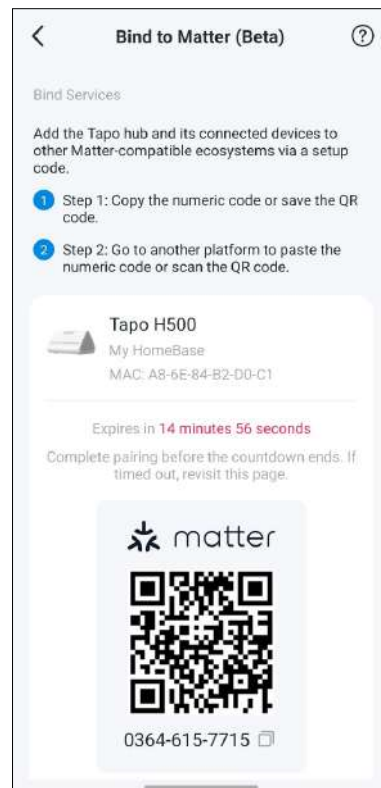 Bind to Matter (Beta)
Bind Services
Add the Tapo hub and its connected devices to
other Matter-compatible ecosystems via a setup
code.
1 Step 1: Copy the numeric code or save the QR
code.
2 Step 2: Go to another platform to paste the
numeric code or scan the QR code.
Tapo H500
My HomeBase
MAC: A8-6E-84-B2-D0-C1
Expires in 14 minutes 56 seconds
Complete pairing before the countdown ends. If
timed out, revisit this page.
matter
0364-615-7715